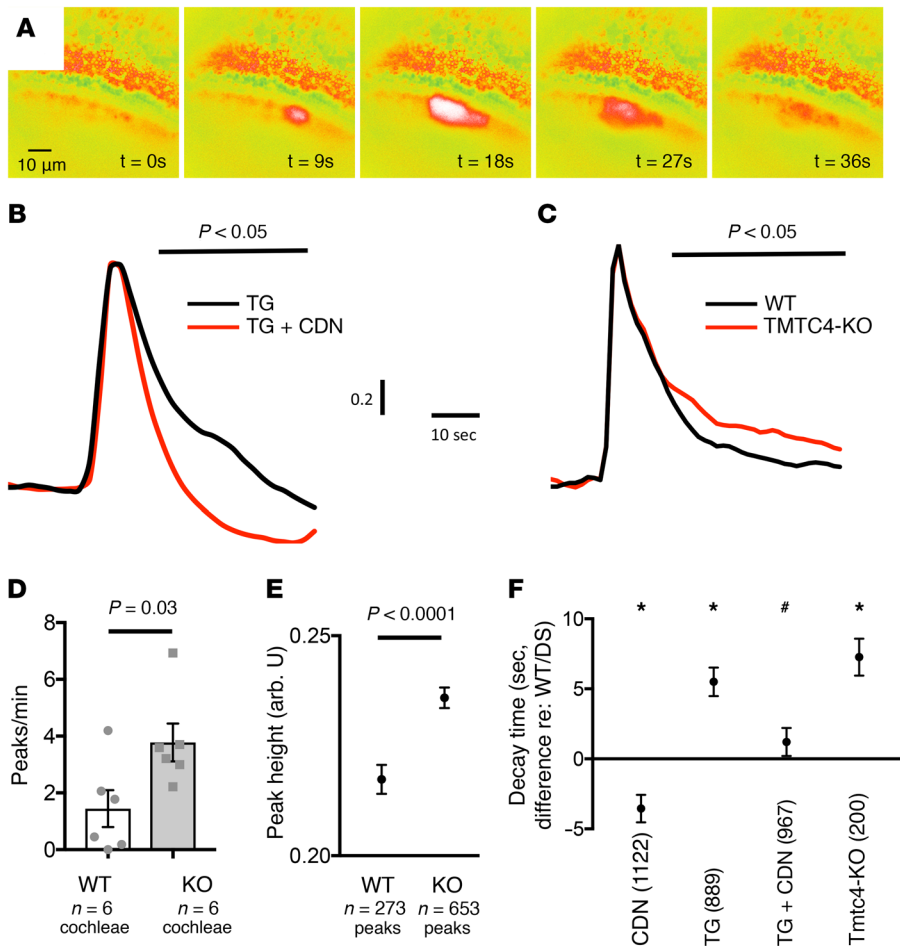 A
10 µm
t = 0s
t = 9s
t = 18s
t = 27s
t = 36s
B
P < 0.05
TG
TG + CDN
0.2
10 sec
C
P < 0.05
WT
TMTC4-KO
D
P = 0.03
Peaks/min
8
6
4
2
0
WT
n = 6
cochleae
KO
n = 6
cochleae
E
P < 0.0001
Peak height (arb. U)
0.25
0.20
WT
n = 273
peaks
KO
n = 653
peaks
F
Decay time (sec,
difference re: WT/DS)
10
5
0
–5
*
*
#
*
CDN (1122)
TG (889)
TG + CDN (967)
Tmtc4-KO (200)